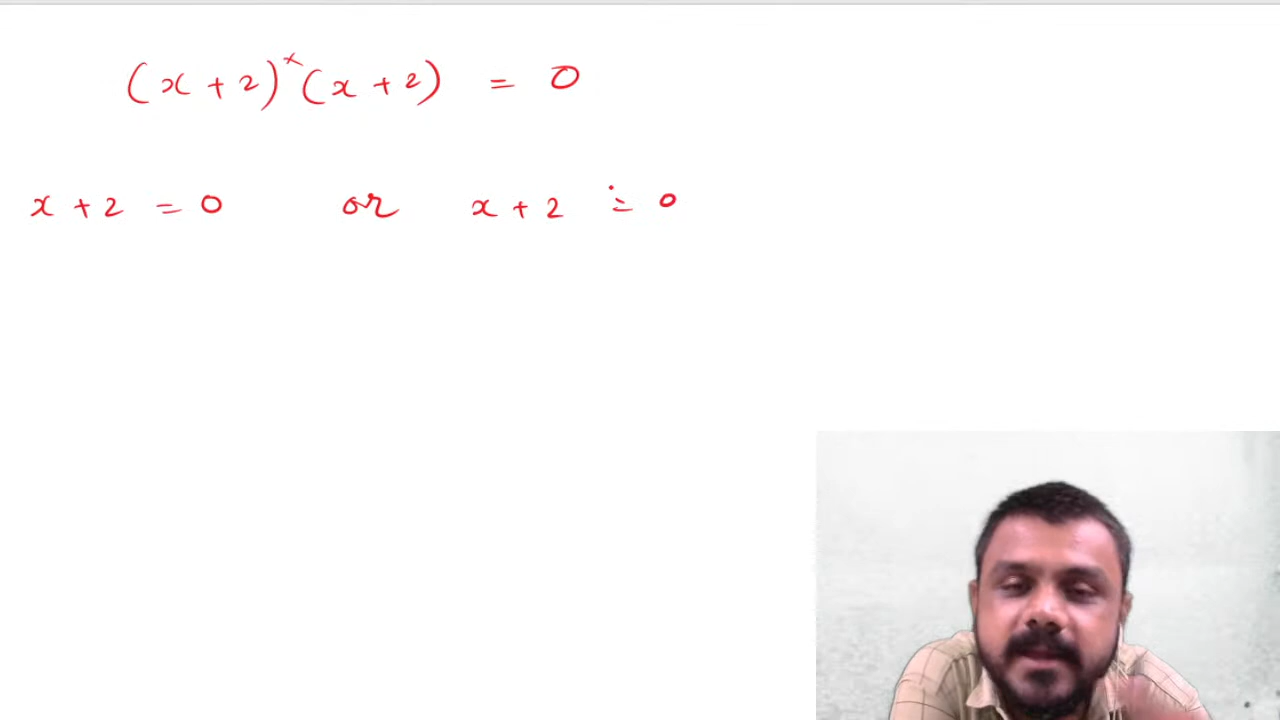 (x + 2)ˣ (x + 2) = 0
x + 2 = 0 or x + 2 = 0